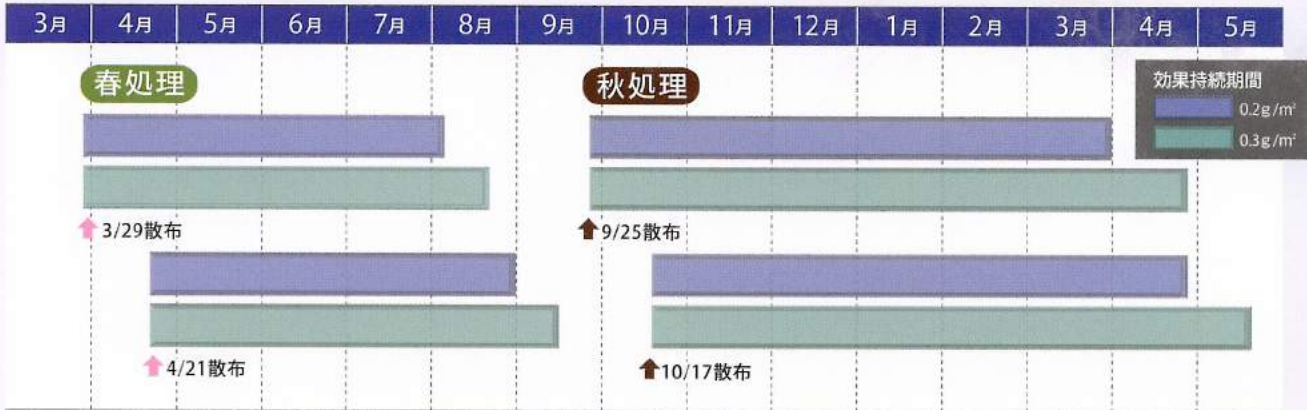 3月 4月 5月 6月 7月 8月 9月 10月 11月 12月 1月 2月 3月 4月 5月
春処理
秋処理
効果持続期間
0.2g/㎡
0.3g/㎡
3/29散布
9/25散布
4/21散布
10/17散布